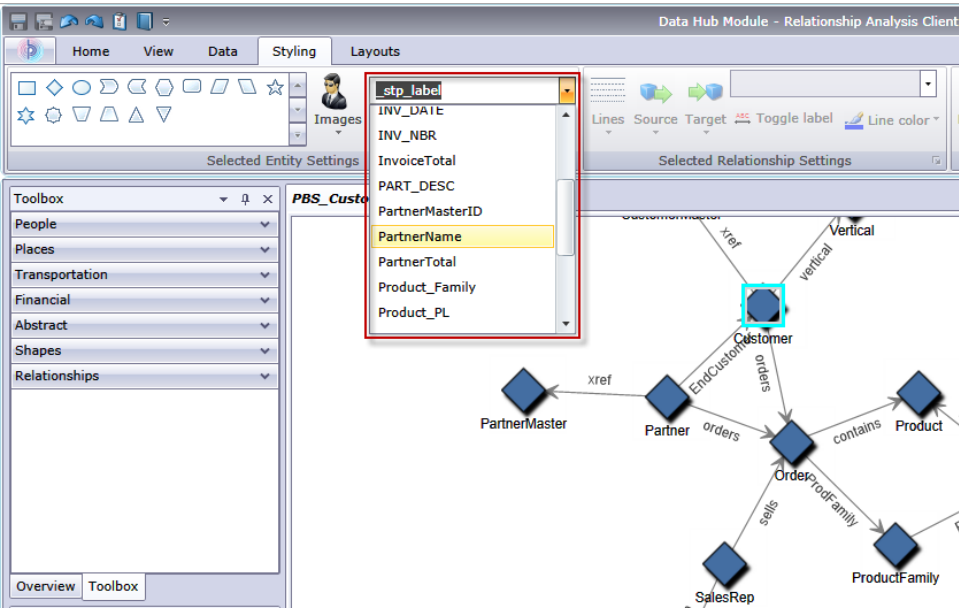 Data Hub Module - Relationship Analysis Client
Home View Data Styling Layouts
_stp_label
Images
Lines Source Target ABC Toggle label Line color
Selected Entity Settings
Selected Relationship Settings
INV_DATE
INV_NBR
InvoiceTotal
PART_DESC
PartnerMasterID
PartnerName
PartnerTotal
Product_Family
Product_PL
Toolbox
People
Places
Transportation
Financial
Abstract
Shapes
Relationships
Overview Toolbox
PBS_Custo
CustomerMaster
xref
Vertical
vertical
Customer
EndCustomer
orders
xref
PartnerMaster
Partner
orders
contains
Product
Order
ProdFamily
sells
ProductFamily
SalesRep